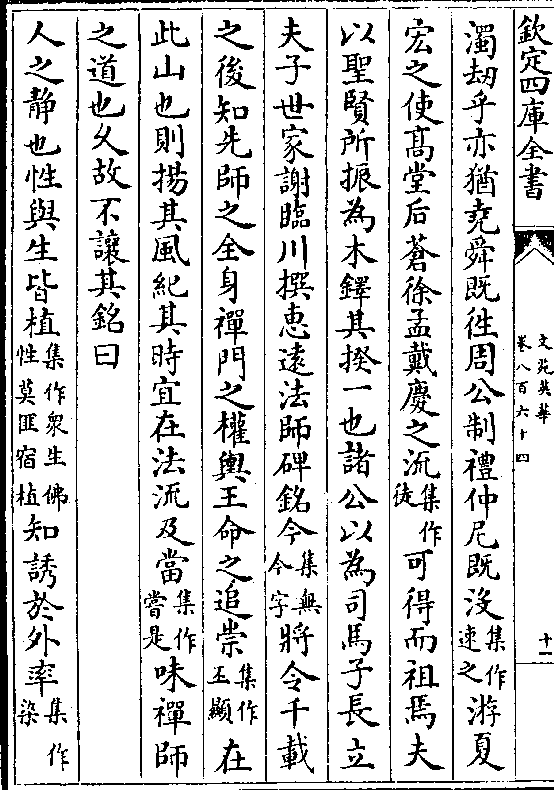 欽定四庫全書
文苑英華
卷八百六十四
十一
濁劫乎亦猶堯舜既徃周公制禮仲尼既没集作速之游夏
宏之使髙堂后蒼徐孟戴慶之流集作徒可得而祖焉夫
以聖賢所振為木鐸其揆一也諸公以為司馬子長立
夫子世家謝臨川撰恵遠法師碑銘今集無今字將令千載
之後知先師之全身禪門之權輿王命之追崇集作丕顯在
此山也則揚其風紀其時宜在法流及當集作嘗是味禪師
之道也乆故不讓其銘曰
人之静也性與生皆植集作衆生佛性莫匪宿植知誘於外率集作染